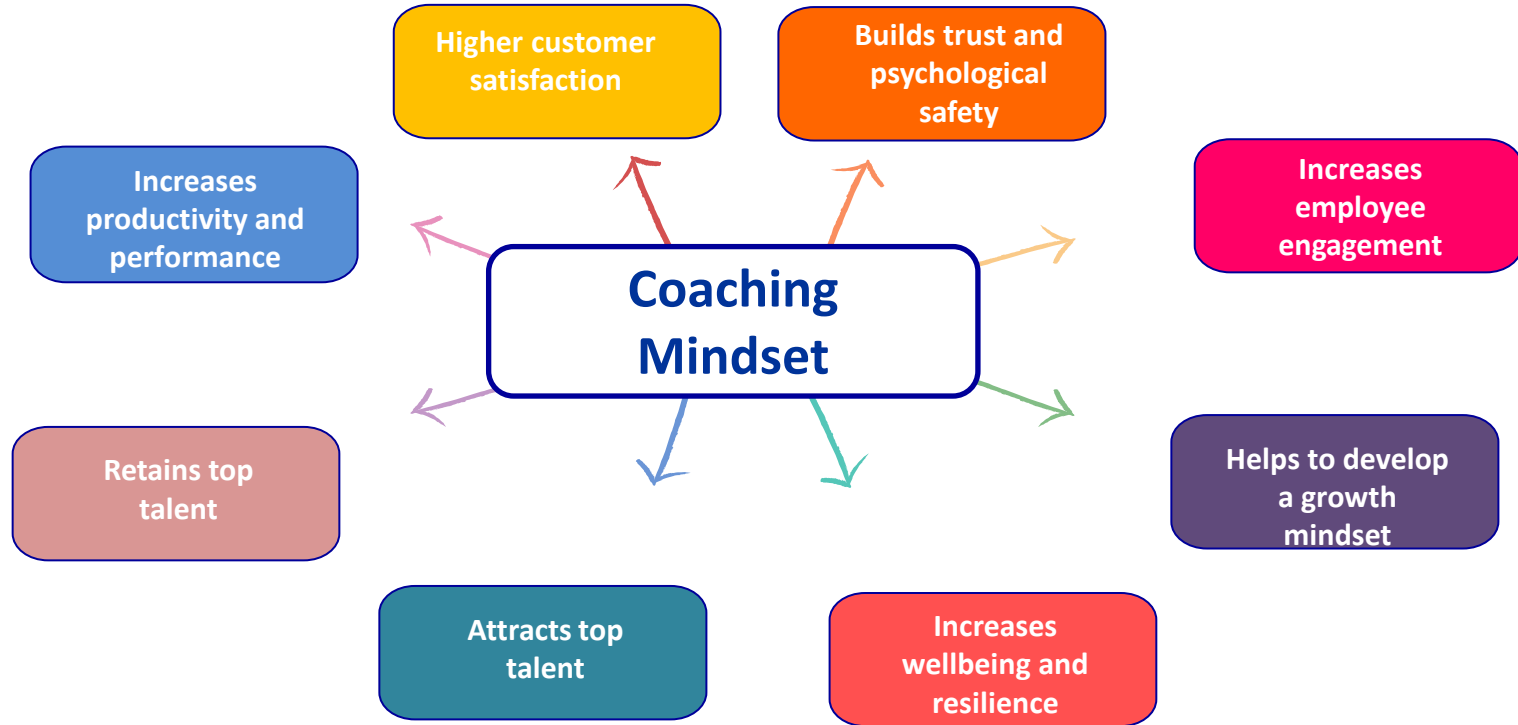 Higher customer
satisfaction
Builds trust and
psychological
safety
Increases
productivity and
performance
Increases
employee
engagement
Coaching
Mindset
Retains top
talent
Helps to develop
a growth
mindset
Attracts top
talent
Increases
wellbeing and
resilience